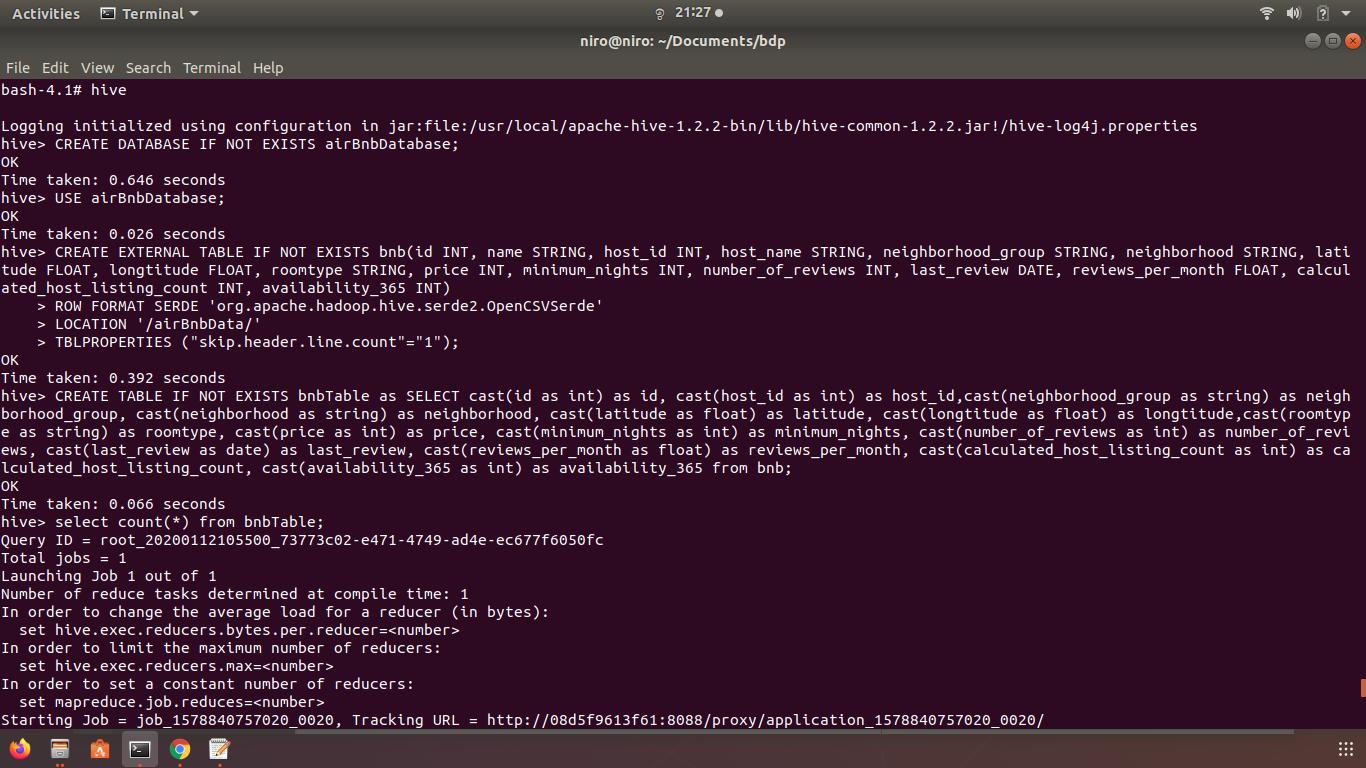 Activities Terminal 21:27
niro@niro: ~/Documents/bdp
File Edit View Search Terminal Help
bash-4.1# hive
Logging initialized using configuration in jar:file:/usr/local/apache-hive-1.2.2-bin/lib/hive-common-1.2.2.jar!/hive-log4j.properties
hive> CREATE DATABASE IF NOT EXISTS airBnbDatabase;
OK
Time taken: 0.646 seconds
hive> USE airBnbDatabase;
OK
Time taken: 0.026 seconds
hive> CREATE EXTERNAL TABLE IF NOT EXISTS bnb(id INT, name STRING, host_id INT, host_name STRING, neighborhood_group STRING, neighborhood STRING, lati
tude FLOAT, longtitude FLOAT, roomtype STRING, price INT, minimum_nights INT, number_of_reviews INT, last_review DATE, reviews_per_month FLOAT, calcul
ated_host_listing_count INT, availability_365 INT)
    > ROW FORMAT SERDE 'org.apache.hadoop.hive.serde2.OpenCSVSerde'
    > LOCATION '/airBnbData/'
    > TBLPROPERTIES ("skip.header.line.count"="1");
OK
Time taken: 0.392 seconds
hive> CREATE TABLE IF NOT EXISTS bnbTable as SELECT cast(id as int) as id, cast(host_id as int) as host_id,cast(neighborhood_group as string) as neigh
borhood_group, cast(neighborhood as string) as neighborhood, cast(latitude as float) as latitude, cast(longtitude as float) as longtitude,cast(roomtyp
e as string) as roomtype, cast(price as int) as price, cast(minimum_nights as int) as minimum_nights, cast(number_of_reviews as int) as number_of_revi
ews, cast(last_review as date) as last_review, cast(reviews_per_month as float) as reviews_per_month, cast(calculated_host_listing_count as int) as ca
lculated_host_listing_count, cast(availability_365 as int) as availability_365 from bnb;
OK
Time taken: 0.066 seconds
hive> select count(*) from bnbTable;
Query ID = root_20200112105500_73773c02-e471-4749-ad4e-ec677f6050fc
Total jobs = 1
Launching Job 1 out of 1
Number of reduce tasks determined at compile time: 1
In order to change the average load for a reducer (in bytes):
  set hive.exec.reducers.bytes.per.reducer=<number>
In order to limit the maximum number of reducers:
  set hive.exec.reducers.max=<number>
In order to set a constant number of reducers:
  set mapreduce.job.reduces=<number>
Starting Job = job_1578840757020_0020, Tracking URL = http://08d5f9613f61:8088/proxy/application_1578840757020_0020/